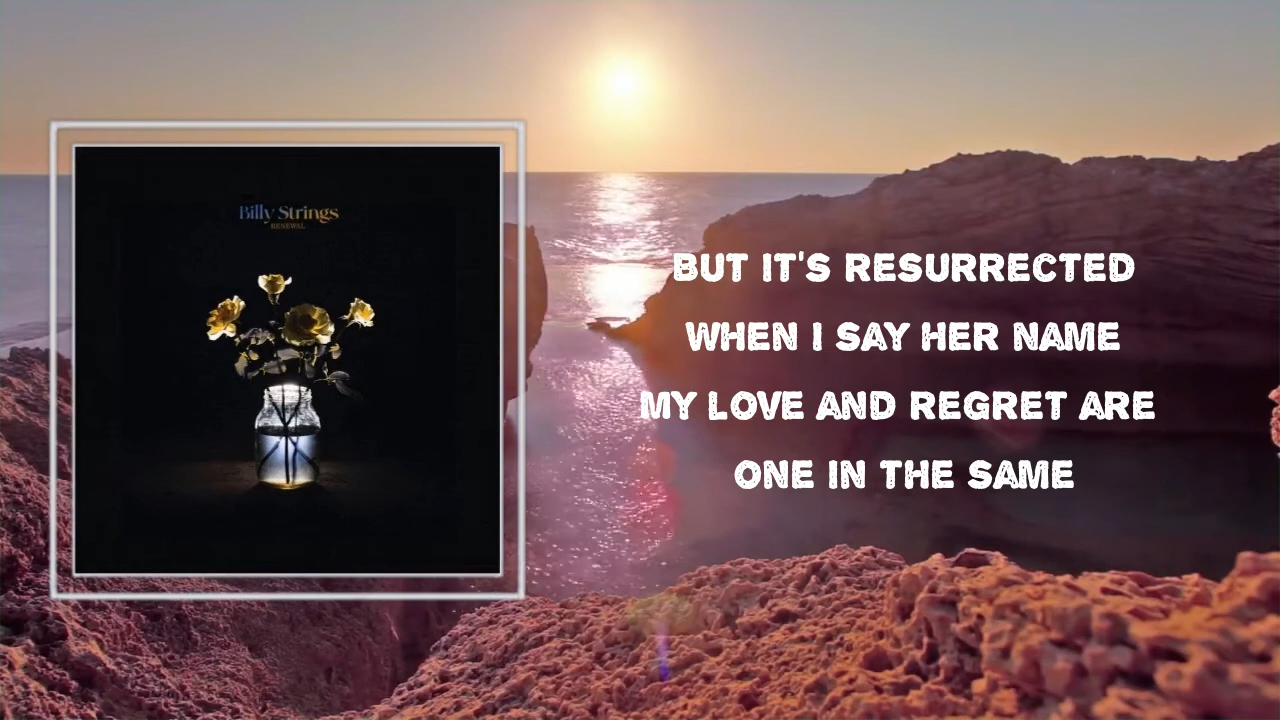 Billy Strings
RENEWAL
BUT IT'S RESURRECTED
WHEN I SAY HER NAME
MY LOVE AND REGRET ARE
ONE IN THE SAME